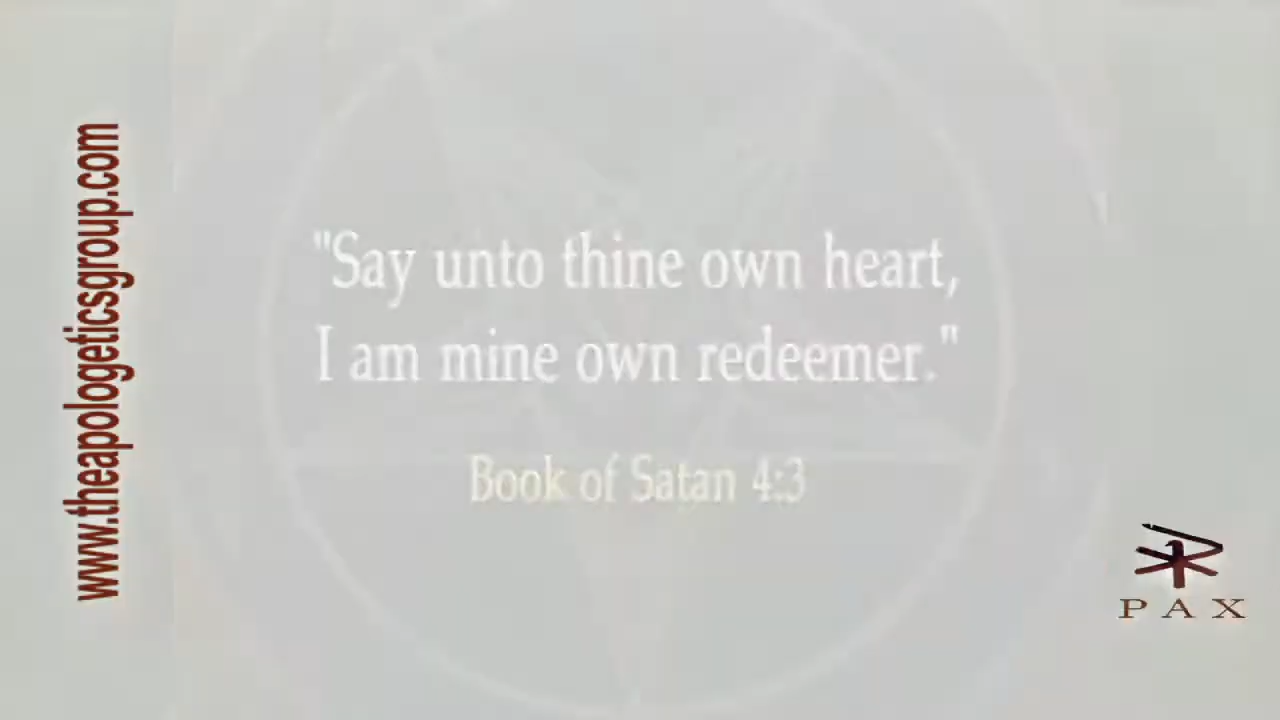 www.theapologeticsgroup.com
"Say unto thine own heart,
I am mine own redeemer."
Book of Satan 4:3
PAX